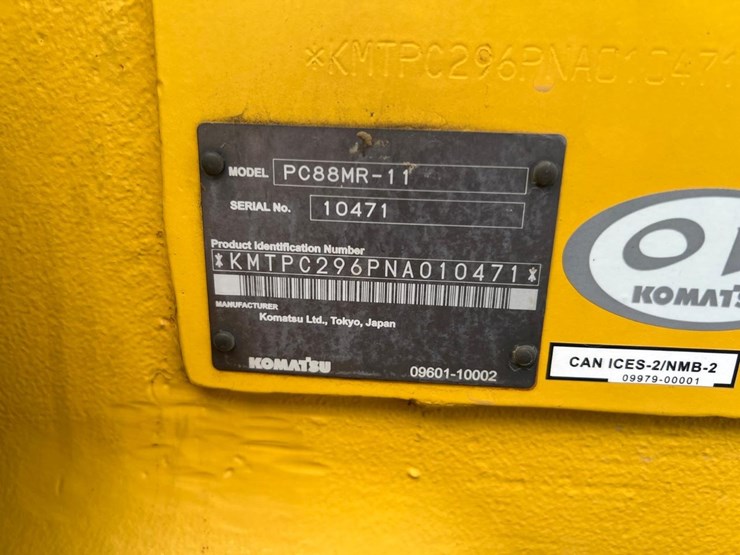 *KMTPC296PNA010471
MODEL PC88MR-11
SERIAL No. 10471
Product Identification Number
*KMTPC296PNA010471*
MANUFACTURER
Komatsu Ltd., Tokyo, Japan
KOMATSU 09601-10002
KOMATS
CAN ICES-2/NMB-2
09979-00001